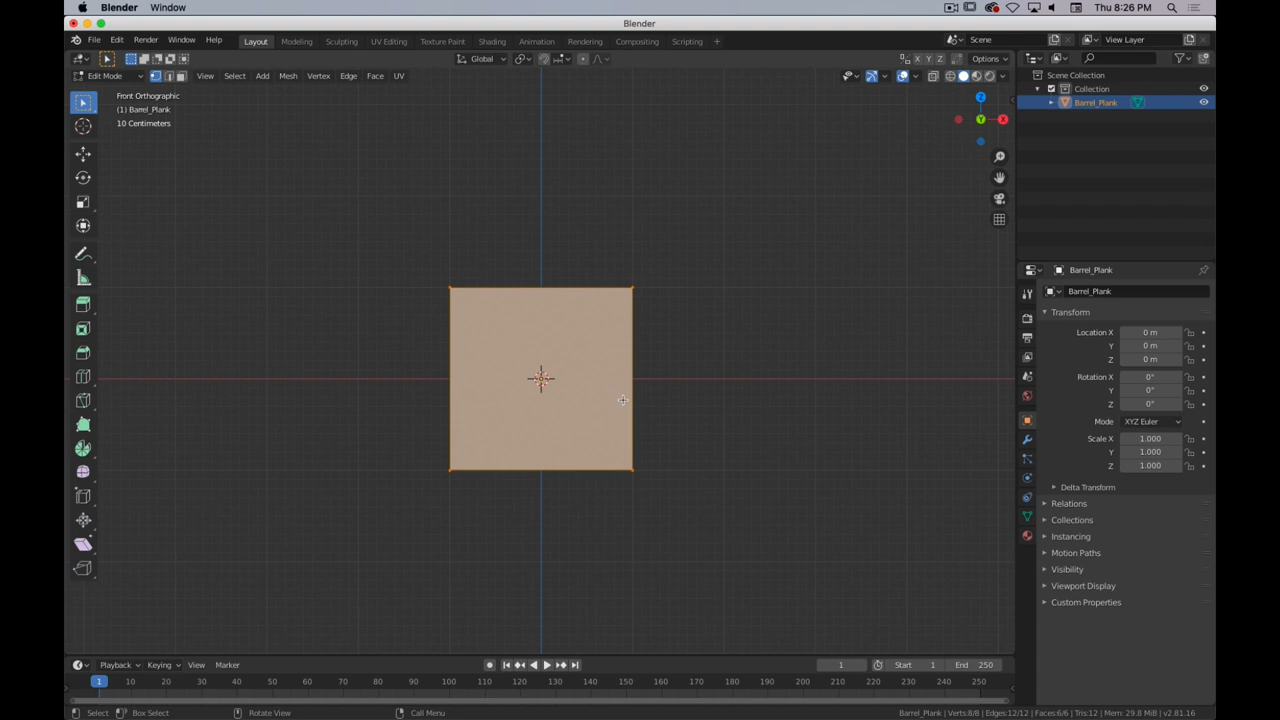 Blender Window Thu 8:26 PM
Blender
File Edit Render Window Help Layout Modeling Sculpting UV Editing Texture Paint Shading Animation Rendering Compositing Scripting + Scene View Layer
Global Options
Edit Mode View Select Add Mesh Vertex Edge Face UV X Y Z
Front Orthographic
(1) Barrel_Plank
10 Centimeters
Z
X
Y
Scene Collection
Collection
Barrel_Plank
Barrel_Plank
Barrel_Plank
Transform
Location X 0 m
Y 0 m
Z 0 m
Rotation X 0°
Y 0°
Z 0°
Mode XYZ Euler
Scale X 1.000
Y 1.000
Z 1.000
Delta Transform
Relations
Collections
Instancing
Motion Paths
Visibility
Viewport Display
Custom Properties
Playback Keying View Marker 1 Start 1 End 250
1 10 20 30 40 50 60 70 80 90 100 110 120 130 140 150 160 170 180 190 200 210 220 230 240 250
Select Box Select Rotate View Call Menu Barrel_Plank | Verts:8/8 | Edges:12/12 | Faces:6/6 | Tris:12 | Mem: 29.8 MiB | v2.81.16